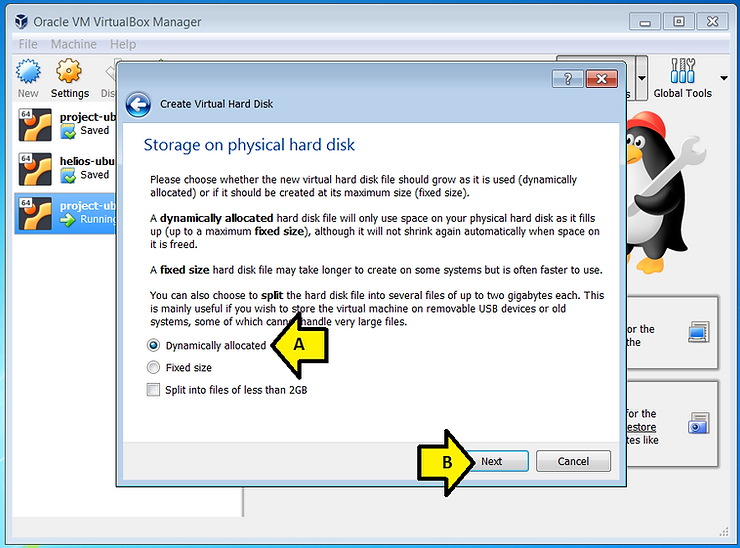 Oracle VM VirtualBox Manager
File Machine Help
New Settings Dis
Global Tools
64 project-ub
Saved
64 helios-ubu
Saved
64 project-ub
Running
?
Create Virtual Hard Disk
Storage on physical hard disk
Please choose whether the new virtual hard disk file should grow as it is used (dynamically
allocated) or if it should be created at its maximum size (fixed size).
A dynamically allocated hard disk file will only use space on your physical hard disk as it fills
up (up to a maximum fixed size), although it will not shrink again automatically when space on
it is freed.
A fixed size hard disk file may take longer to create on some systems but is often faster to use.
You can also choose to split the hard disk file into several files of up to two gigabytes each. This
is mainly useful if you wish to store the virtual machine on removable USB devices or old
systems, some of which cannot handle very large files.
Dynamically allocated
A
Fixed size
Split into files of less than 2GB
B
Next
Cancel
for the
the
for the
estore
tes like